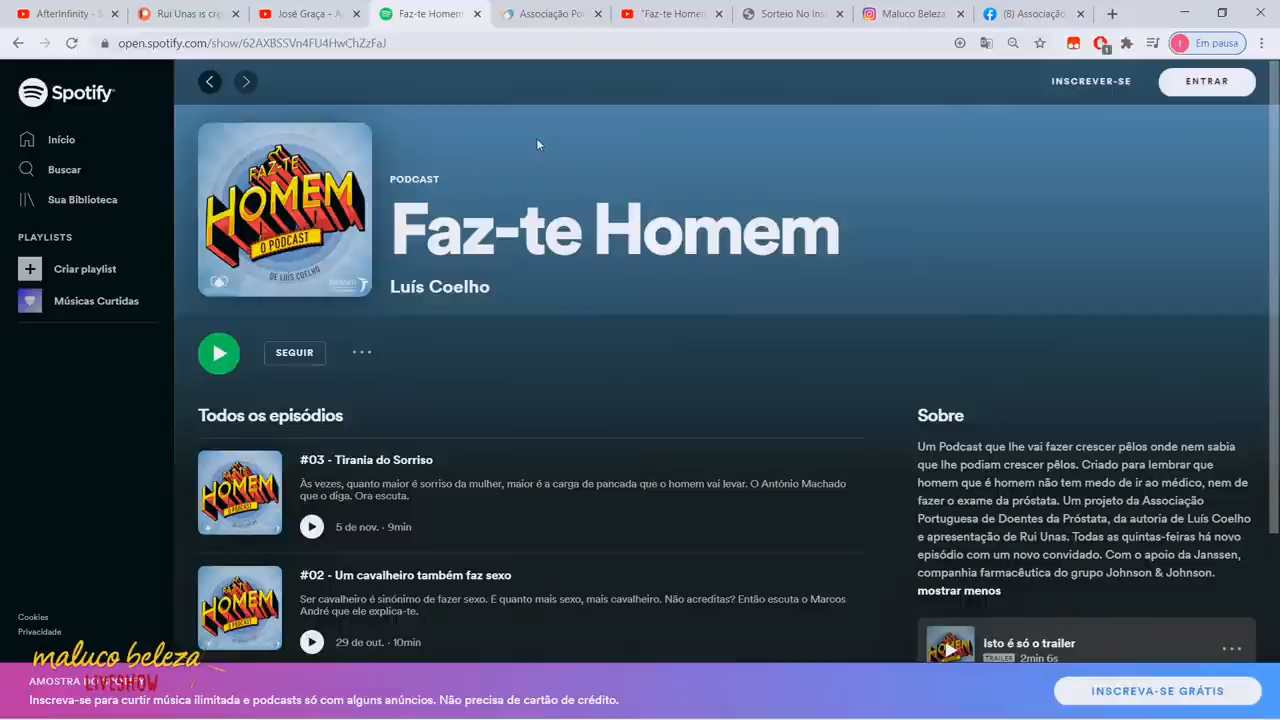 AfterInfinity - S
Rui Unas is cre
José Graça - A
Faz-te Homem
Associação Po
"Faz-te Homen
Sorteio No Ins
Maluco Beleza
(8) Associação
open.spotify.com/show/62AXBSSVn4FU4HwChZzFaJ
1
t
Em pausa
Spotify
INSCREVER-SE
ENTRAR
Início
Buscar
Sua Biblioteca
PLAYLISTS
Criar playlist
Músicas Curtidas
FAZ-TE
HOMEM
O PODCAST
DE LUÍS COELHO
PODCAST
Faz-te Homem
Luís Coelho
SEGUIR
Todos os episódios
#03 - Tirania do Sorriso
Às vezes, quanto maior é sorriso da mulher, maior é a carga de pancada que o homem vai levar. O António Machado
que o diga. Ora escuta.
5 de nov. · 9min
#02 - Um cavalheiro também faz sexo
Ser cavalheiro é sinónimo de fazer sexo. E quanto mais sexo, mais cavalheiro. Não acreditas? Então escuta o Marcos
André que ele explica-te.
29 de out. · 10min
Sobre
Um Podcast que lhe vai fazer crescer pêlos onde nem sabia
que lhe podiam crescer pêlos. Criado para lembrar que
homem que é homem não tem medo de ir ao médico, nem de
fazer o exame da próstata. Um projeto da Associação
Portuguesa de Doentes da Próstata, da autoria de Luís Coelho
e apresentação de Rui Unas. Todas as quintas-feiras há novo
episódio com um novo convidado. Com o apoio da Janssen,
companhia farmacêutica do grupo Johnson & Johnson.
mostrar menos
Isto é só o trailer
TRAILER 2min 6s
Cookies
Privacidade
maluco beleza
LIVESHOW
AMOSTRA DO SPOTIFY
Inscreva-se para curtir música ilimitada e podcasts só com alguns anúncios. Não precisa de cartão de crédito.
INSCREVA-SE GRÁTIS